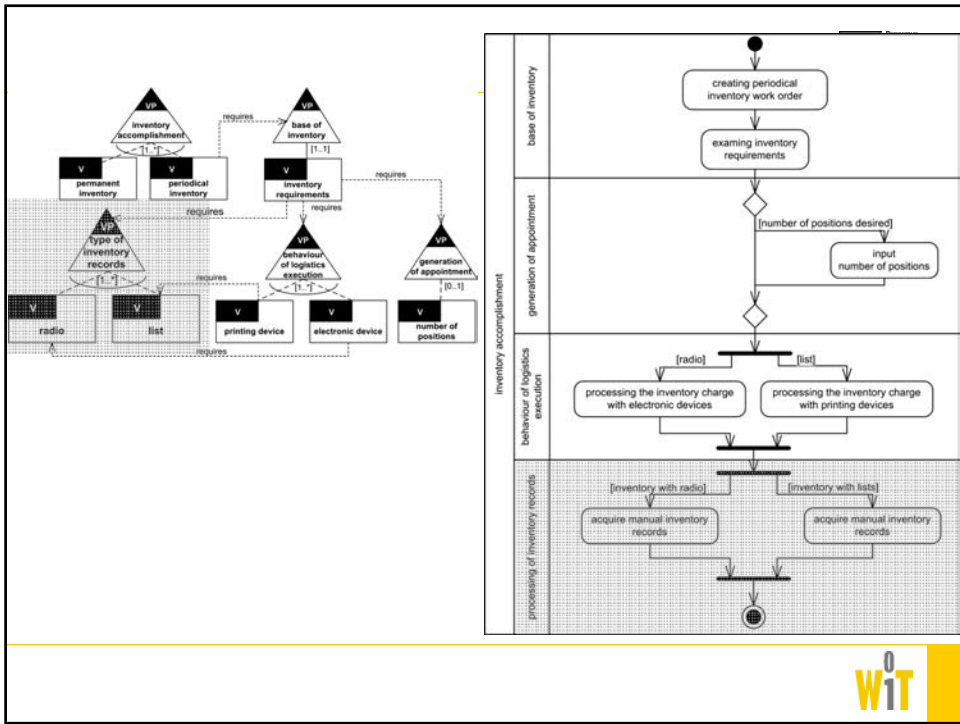 VP
inventory
accomplishment
[1..*]
requires
VP
base of
inventory
[1..1]
V
permanent
inventory
V
periodical
inventory
V
inventory
requirements
requires
requires
requires
VP
type of
inventory
records
[1..*]
VP
behaviour
of logistics
execution
[1..*]
VP
generation
of appointment
[0..1]
requires
V
radio
V
list
V
printing device
V
electronic device
V
number of
positions
requires
inventory accomplishment
base of inventory
creating periodical
inventory work order
examing inventory
requirements
generation of appointment
[number of positions desired]
input
number of positions
behaviour of logistics
execution
[radio]
[list]
processing the inventory charge
with electronic devices
processing the inventory charge
with printing devices
processing of inventory records
[inventory with radio]
[inventory with lists]
acquire manual inventory
records
acquire manual inventory
records
W01T